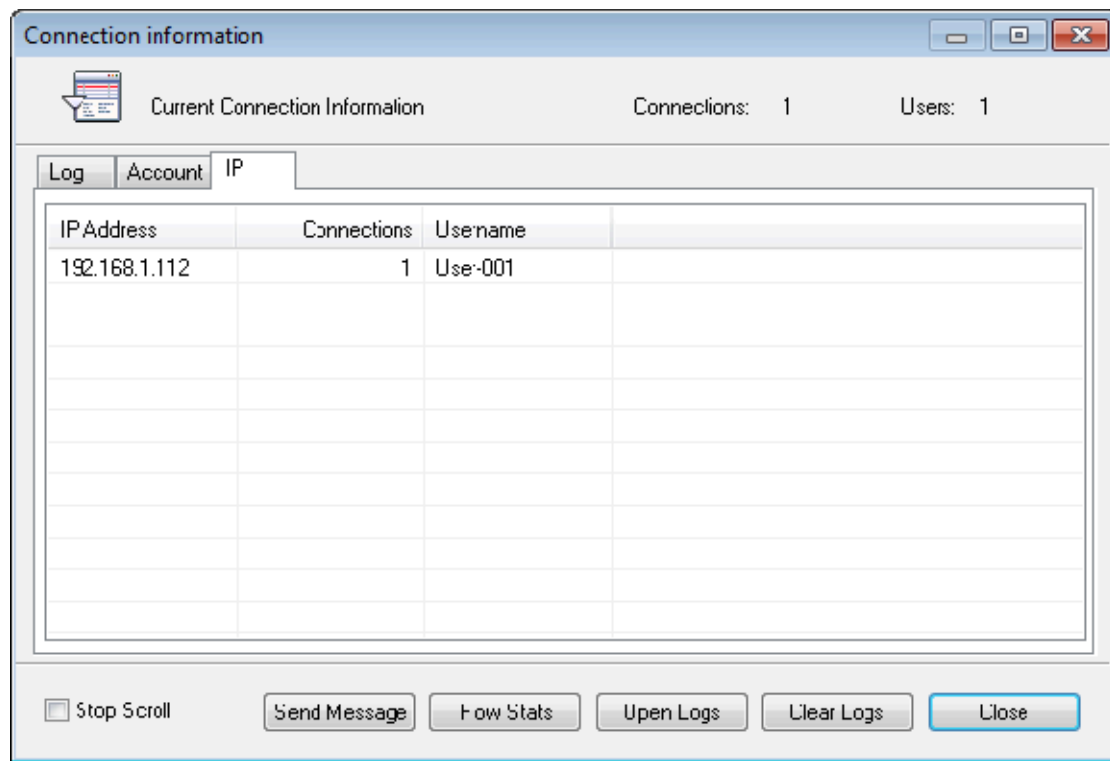 Connection information
Current Connection Information Connections: 1 Users: 1
Log Account IP
IP Address Connections Username
192.168.1.112 1 User-001
Stop Scroll Send Message Flow Stats Open Logs Clear Logs Close